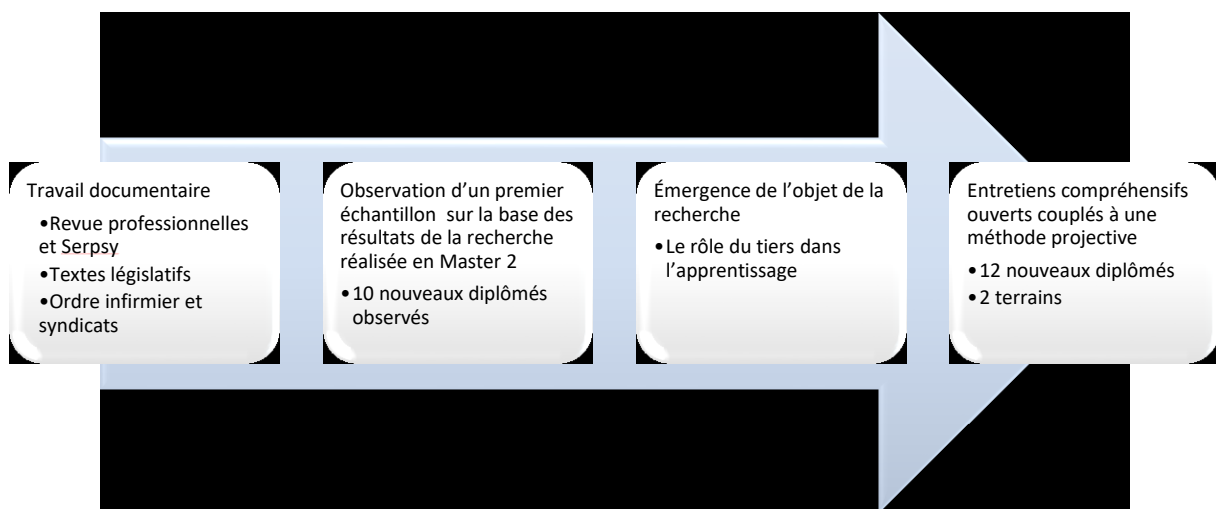 Travail documentaire
•Revue professionnelles
et Serpsy
•Textes législatifs
•Ordre infirmier et
syndicats
Observation d’un premier
échantillon sur la base des
résultats de la recherche
réalisée en Master 2
•10 nouveaux diplômés
observés
Émergence de l’objet de la
recherche
•Le rôle du tiers dans
l’apprentissage
Entretiens compréhensifs
ouverts couplés à une
méthode projective
•12 nouveaux diplômés
•2 terrains